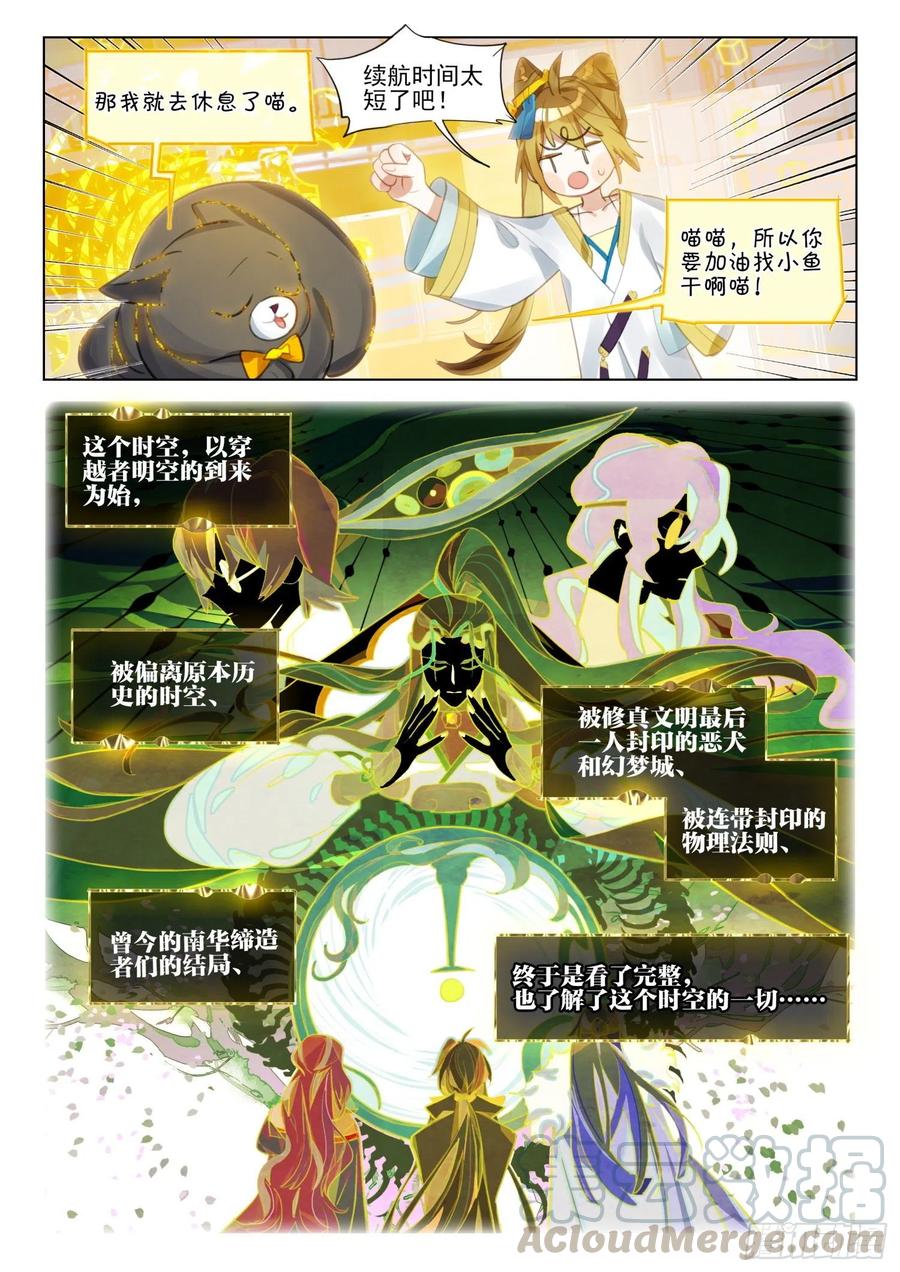 那我就去休息了喵。
续航时间太
短了吧！
喵喵，所以你
要加油找小鱼
干啊喵！
这个时空，以穿
越者明空的到来
为始，
被偏离原本历
史的时空、
被修真文明最后
一人封印的恶犬
和幻梦城、
被连带封印的
物理法则、
曾今的南华缔造
者们的结局、
终于是看了完整，
也了解了这个时空的一切……
AcloudMerge.com